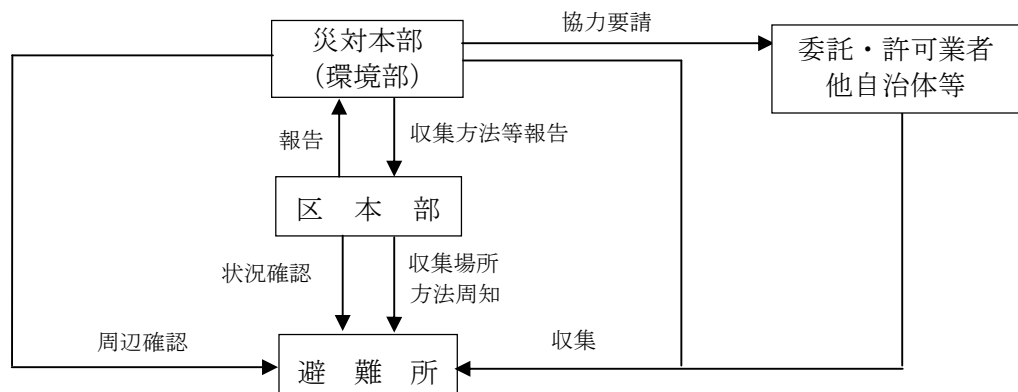 協力要請
災対本部
（環境部）
委託・許可業者
他自治体等
報告
収集方法等報告
区　本　部
状況確認
収集場所
方法周知
周辺確認
収集
避　難　所